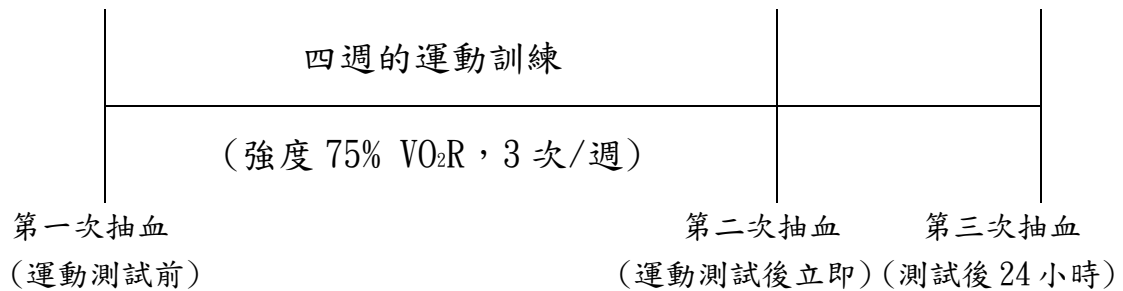 四週的運動訓練
(強度 75% VO₂R，3 次/週)
第一次抽血 第二次抽血 第三次抽血
(運動測試前) (運動測試後立即) (測試後 24 小時)